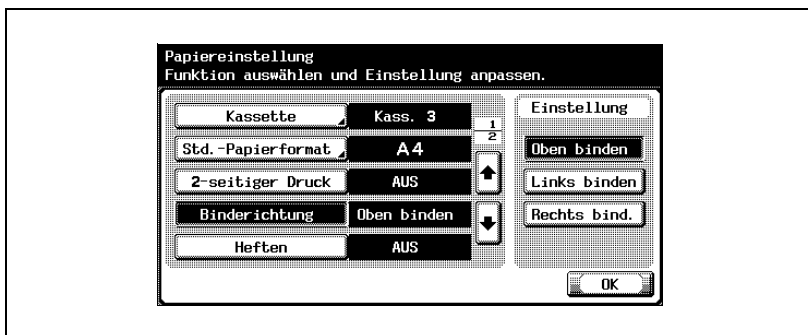 Papiereinstellung
Funktion auswählen und Einstellung anpassen.
Kassette Kass. 3
Std.-Papierformat A4
2-seitiger Druck AUS
Binderichtung Oben binden
Heften AUS
1
2
Einstellung
Oben binden
Links binden
Rechts bind.
OK